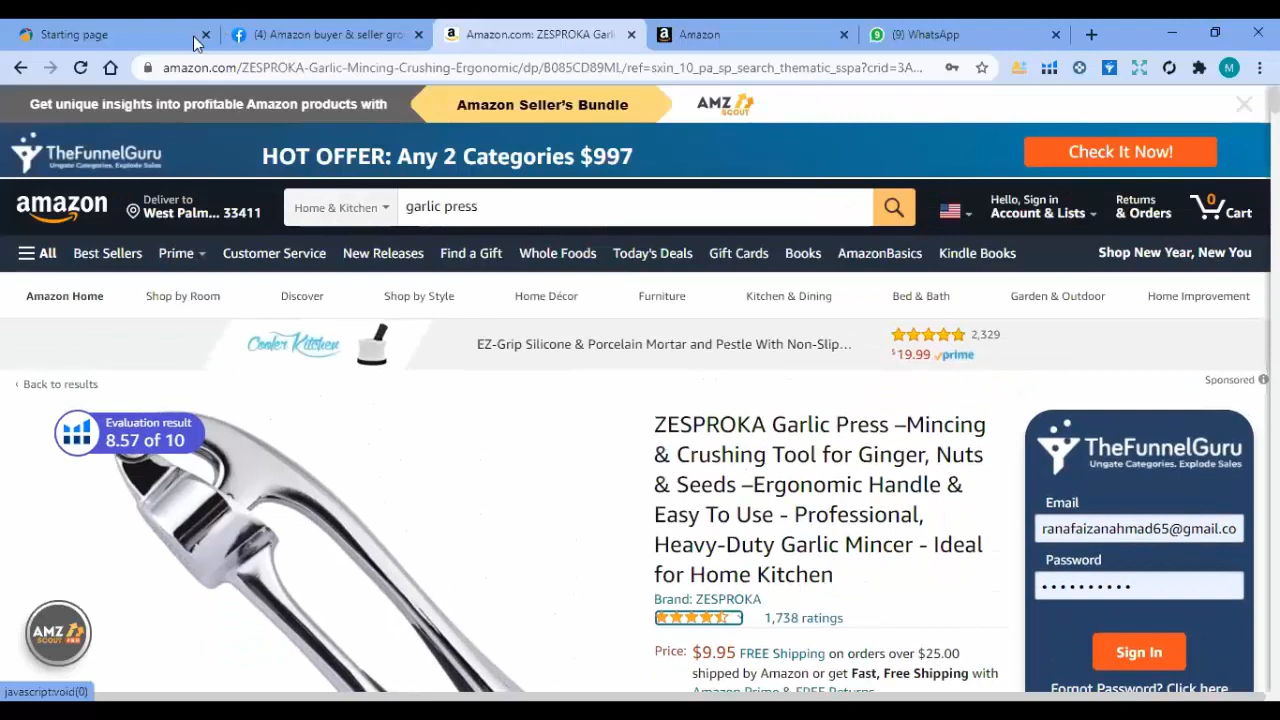 Starting page
(4) Amazon buyer & seller gro
Amazon.com: ZESPROKA Garli
Amazon
(9) WhatsApp
amazon.com/ZESPROKA-Garlic-Mincing-Crushing-Ergonomic/dp/B085CD89ML/ref=sxin_10_pa_sp_search_thematic_sspa?crid=3A...
M
Get unique insights into profitable Amazon products with
Amazon Seller's Bundle
AMZ SCOUT
TheFunnelGuru
Ungate Categories. Explode Sales
HOT OFFER: Any 2 Categories $997
Check It Now!
amazon
Deliver to
West Palm... 33411
Home & Kitchen
garlic press
Hello, Sign in
Account & Lists
Returns
& Orders
0
Cart
All
Best Sellers
Prime
Customer Service
New Releases
Find a Gift
Whole Foods
Today's Deals
Gift Cards
Books
AmazonBasics
Kindle Books
Shop New Year, New You
Amazon Home
Shop by Room
Discover
Shop by Style
Home Décor
Furniture
Kitchen & Dining
Bed & Bath
Garden & Outdoor
Home Improvement
Cooler Kitchen
EZ-Grip Silicone & Porcelain Mortar and Pestle With Non-Slip...
2,329
$19.99 prime
‹ Back to results
Sponsored
Evaluation result
8.57 of 10
ZESPROKA Garlic Press –Mincing
& Crushing Tool for Ginger, Nuts
& Seeds –Ergonomic Handle &
Easy To Use - Professional,
Heavy-Duty Garlic Mincer - Ideal
for Home Kitchen
Brand: ZESPROKA
1,738 ratings
Price: $9.95 FREE Shipping on orders over $25.00
shipped by Amazon or get Fast, Free Shipping with
Amazon Prime & FREE Returns
TheFunnelGuru
Ungate Categories. Explode Sales
Email
ranafaizanahmad65@gmail.co
Password
Sign In
Forgot Password? Click here
AMZ
SCOUT PRO
javascript:void(0)